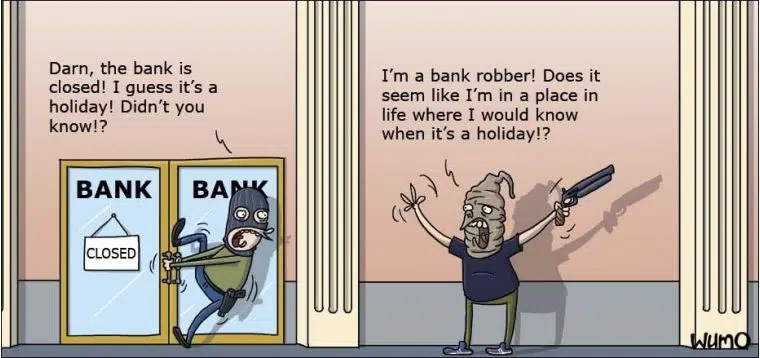 Darn, the bank is
closed! I guess it's a
holiday! Didn't you
know!?
BANK
BANK
CLOSED
I'm a bank robber! Does it
seem like I'm in a place in
life where I would know
when it's a holiday!?
WUMO